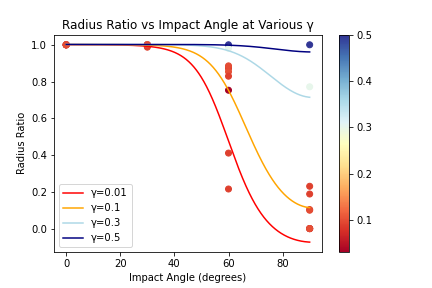 Radius Ratio vs Impact Angle at Various γ
1.0
0.8
0.6
0.4
0.2
0.0
Radius Ratio
γ=0.01
γ=0.1
γ=0.3
γ=0.5
0
20
40
60
80
Impact Angle (degrees)
0.5
0.4
0.3
0.2
0.1